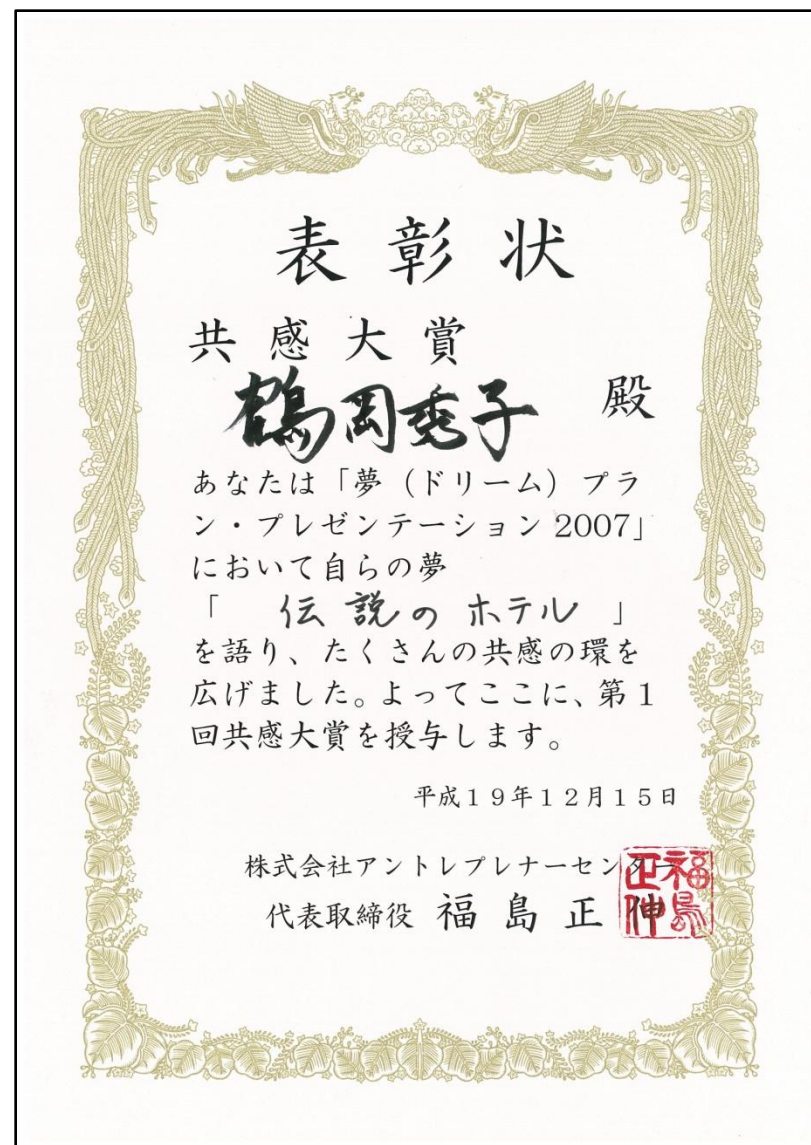 表彰状
共感大賞
鶴岡秀子 殿
あなたは「夢（ドリーム）プラ
ン・プレゼンテーション 2007」
において自らの夢
「 伝説のホテル 」
を語り、たくさんの共感の環を
広げました。よってここに、第１
回共感大賞を授与します。
平成１９年１２月１５日
株式会社アントレプレナーセンター
代表取締役 福島正伸
福島正伸